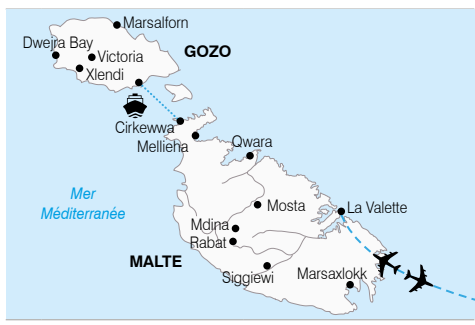 Marsalforn
Dwejra Bay
GOZO
Victoria
Xlendi
Cirkewwa
Mellieha
Qwara
Mer
Méditerranée
Mosta
La Valette
Mdina
Rabat
MALTE
Siggiewi
Marsaxlokk